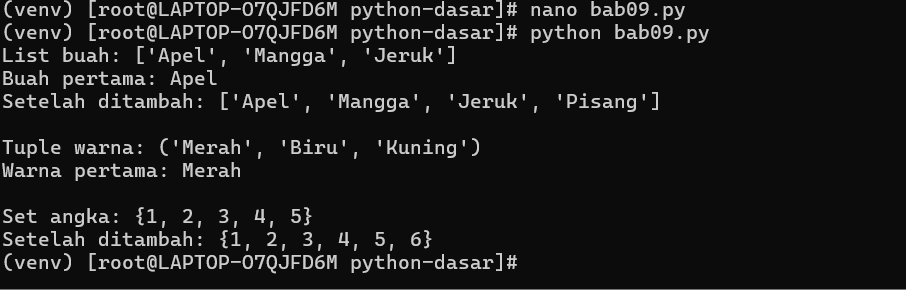 (venv) [root@LAPTOP-O7QJFD6M python-dasar]# nano bab09.py
(venv) [root@LAPTOP-O7QJFD6M python-dasar]# python bab09.py
List buah: ['Apel', 'Mangga', 'Jeruk']
Buah pertama: Apel
Setelah ditambah: ['Apel', 'Mangga', 'Jeruk', 'Pisang']
Tuple warna: ('Merah', 'Biru', 'Kuning')
Warna pertama: Merah
Set angka: {1, 2, 3, 4, 5}
Setelah ditambah: {1, 2, 3, 4, 5, 6}
(venv) [root@LAPTOP-O7QJFD6M python-dasar]#